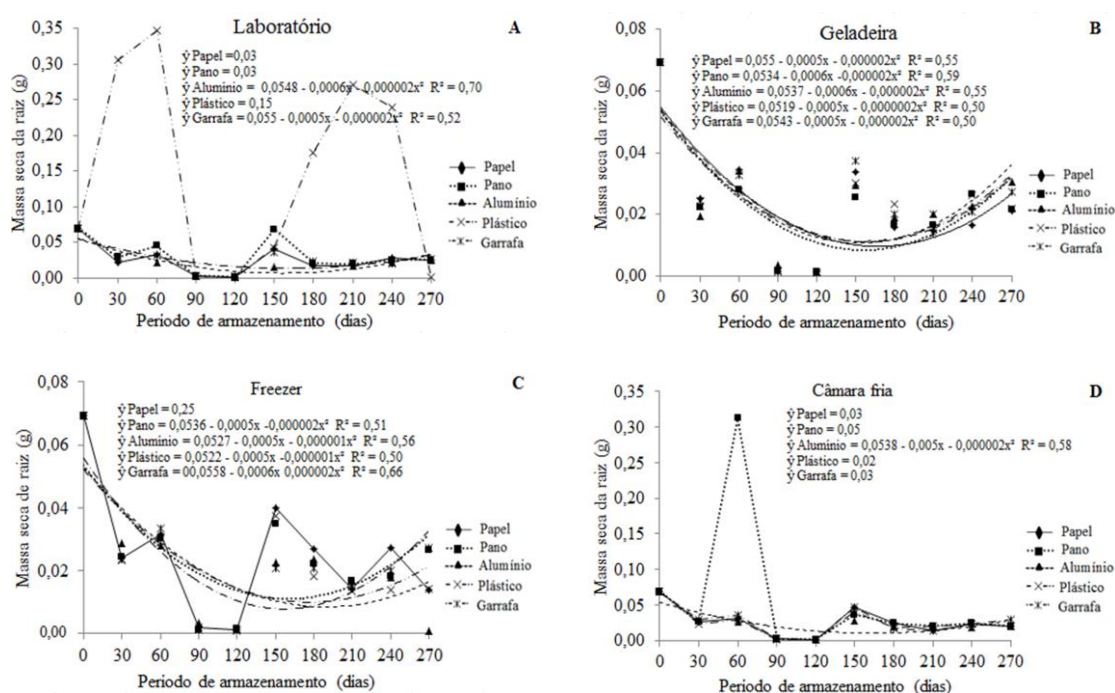 Laboratório
A
ŷ Papel =0,03
ŷ Pano = 0,03
ŷ Alumínio = 0,0548 - 0,0006x - 0,000002x² R² = 0,70
ŷ Plástico = 0,15
ŷ Garrafa = 0,055 - 0,0005x - 0,000002x² R² = 0,52
Massa seca da raiz (g)
0,35
0,30
0,25
0,20
0,15
0,10
0,05
0,00
0 30 60 90 120 150 180 210 240 270
Periodo de armazenamento (dias)
Papel
Pano
Alumínio
Plástico
Garrafa
Geladeira
B
ŷ Papel = 0,055 - 0,0005x - 0,000002x² R² = 0,55
ŷ Pano = 0,0534 - 0,0006x -0,000002x² R² = 0,59
ŷ Alumínio = 0,0537 - 0,0006x - 0,000002x² R² = 0,55
ŷ Plástico = 0,0519 - 0,0005x - 0,0000002x² R² = 0,50
ŷ Garrafa = 0,0543 - 0,0005x - 0,000002x² R² = 0,50
Massa seca da raiz (g)
0,08
0,06
0,04
0,02
0,00
0 30 60 90 120 150 180 210 240 270
Periodo de armazenamento (dias)
Papel
Pano
Alumínio
Plástico
Garrafa
Freezer
C
ŷ Papel = 0,25
ŷ Pano = 0,0536 - 0,0005x -0,000002x² R² = 0,51
ŷ Alumínio = 0,0527 - 0,0005x - 0,000001x² R² = 0,56
ŷ Plástico = 0,0522 - 0,0005x -0,000001x² R² = 0,50
ŷ Garrafa = 00,0558 - 0,0006x 0,000002x² R² = 0,66
Massa seca de raiz (g)
0,08
0,06
0,04
0,02
0,00
0 30 60 90 120 150 180 210 240 270
Periodo de armazenamento (dias)
Papel
Pano
Alumínio
Plástico
Garrafa
Câmara fria
D
ŷ Papel = 0,03
ŷ Pano = 0,05
ŷ Alumínio = 0,0538 - 0,005x - 0,000002x² R² = 0,58
ŷ Plástico = 0,02
ŷ Garrafa = 0,03
Massa seca da raiz (g)
0,35
0,30
0,25
0,20
0,15
0,10
0,05
0,00
0 30 60 90 120 150 180 210 240 270
Periodo de armazenamento (dias)
Papel
Pano
Alumínio
Plástico
Garrafa